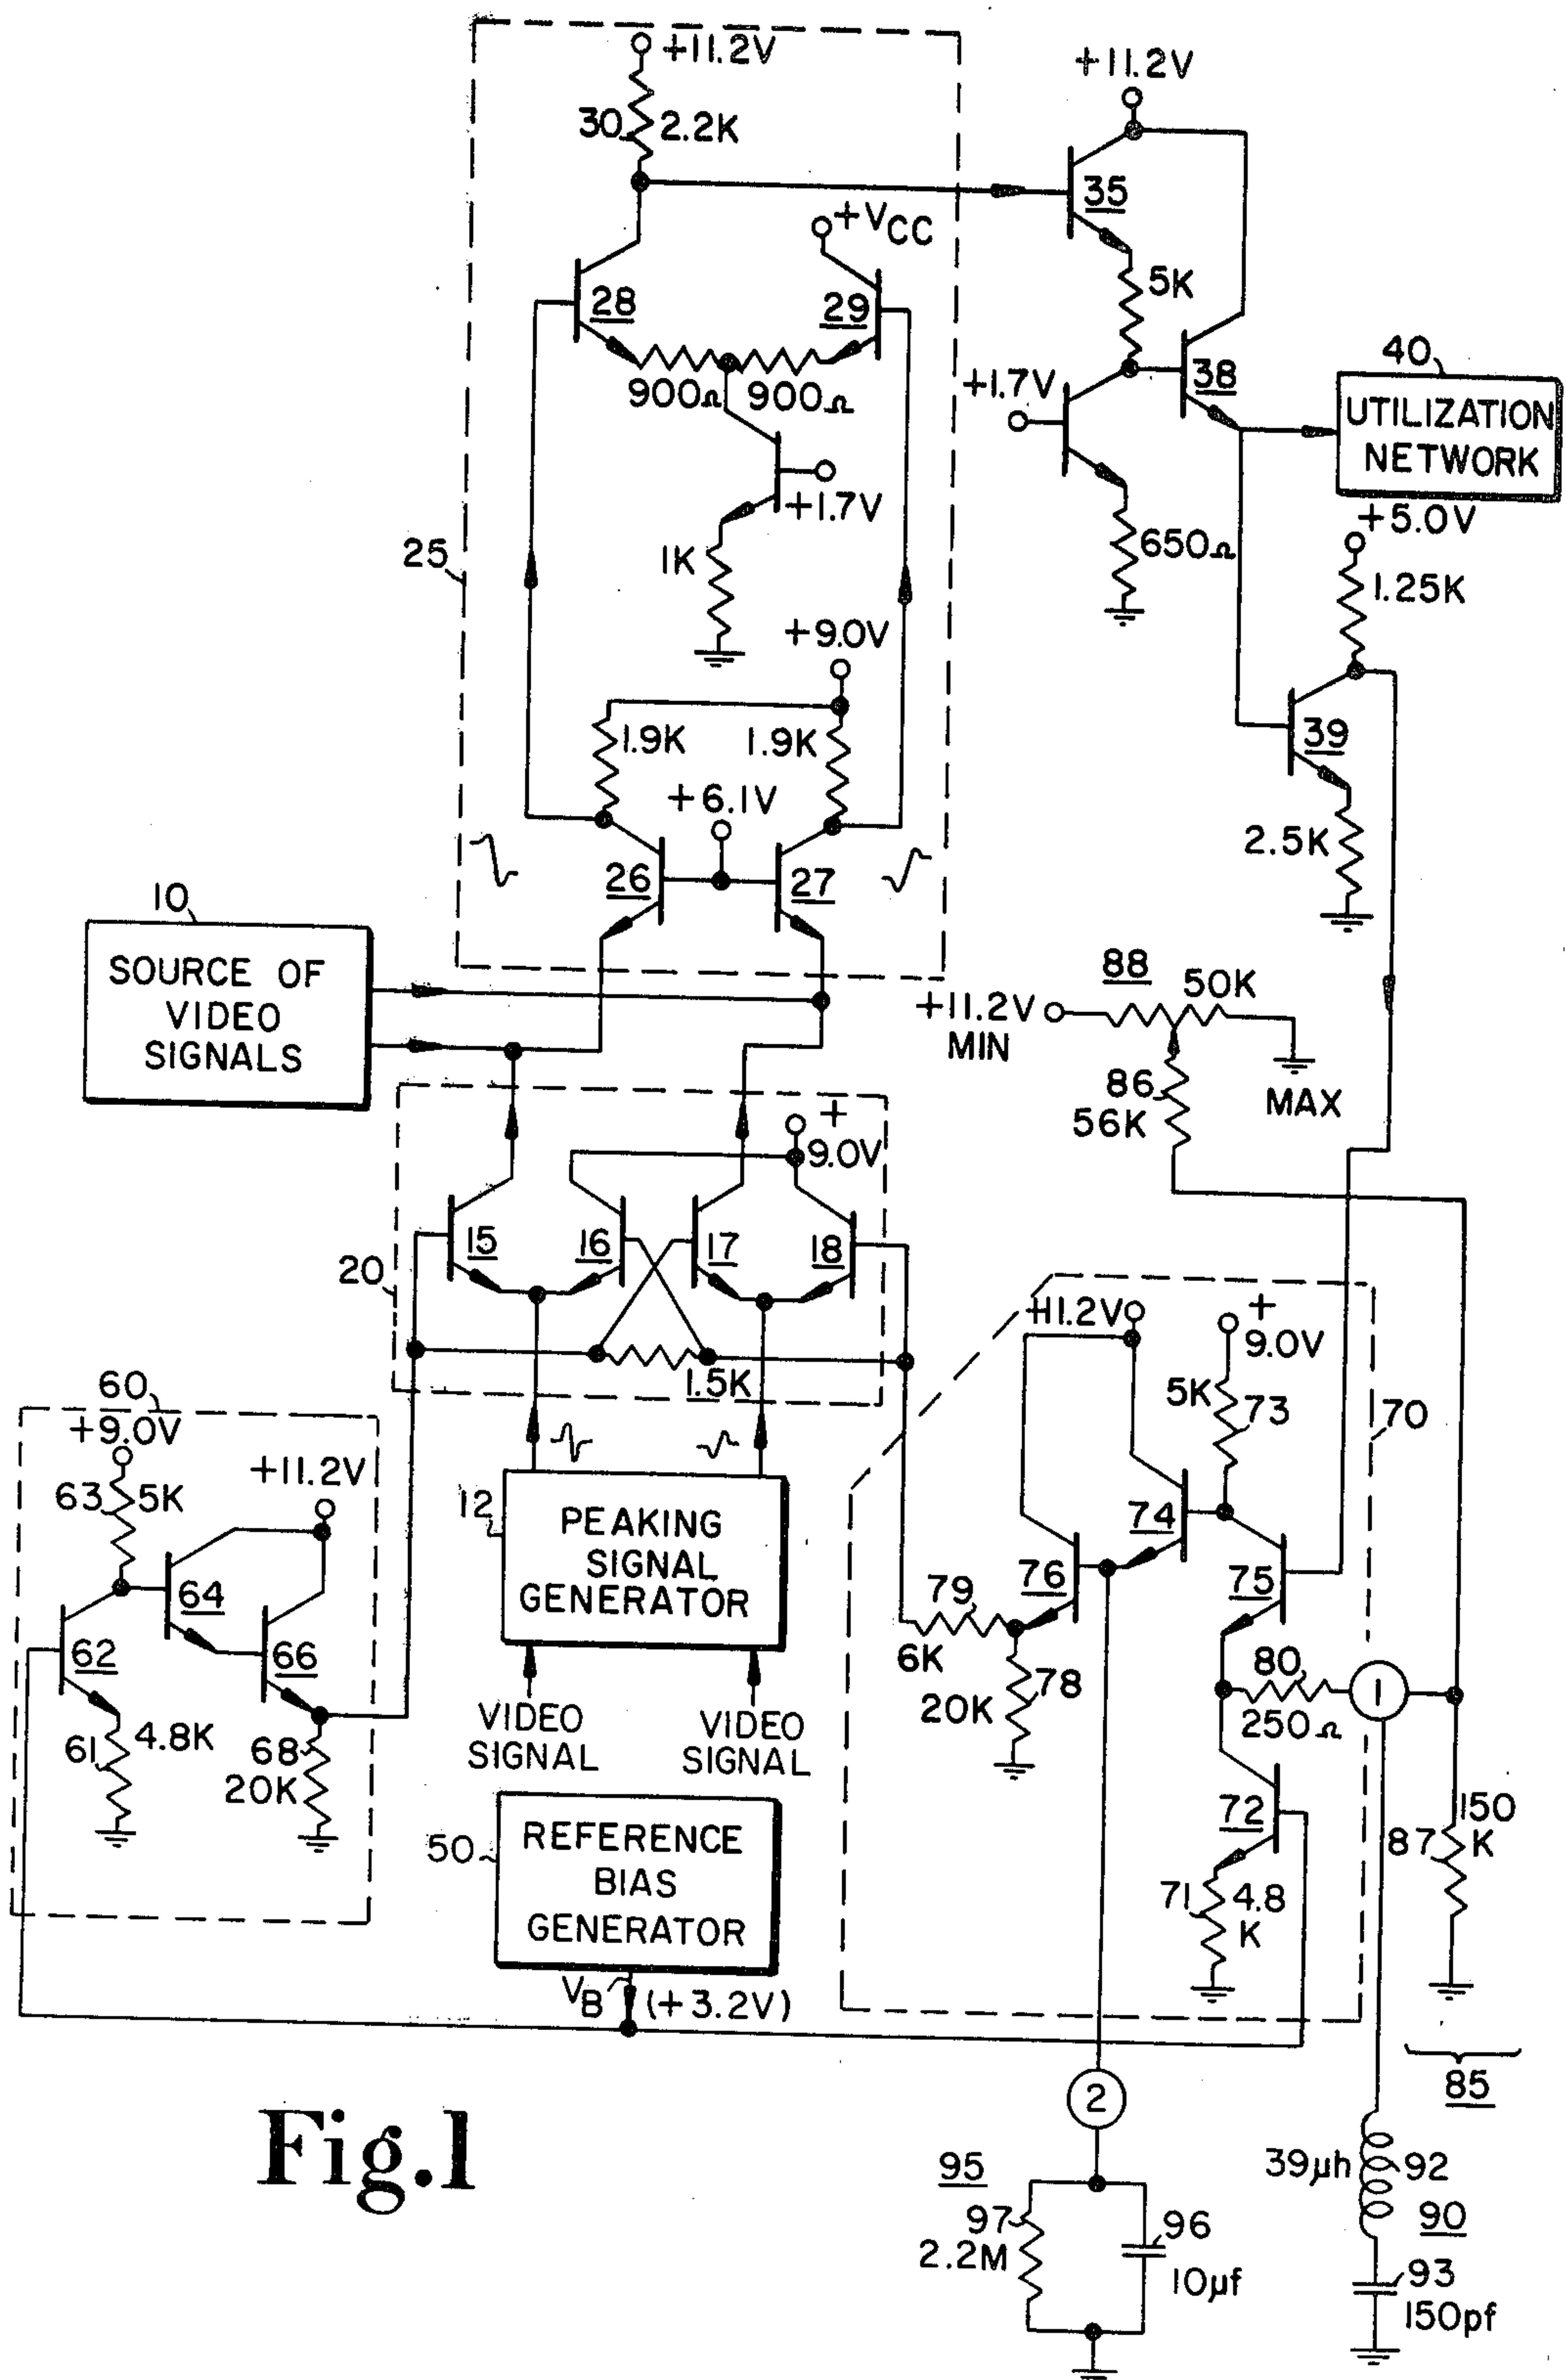 +11.2V
30
2.2K
+11.2V
35
+VCC
28
29
5K
900Ω
900Ω
+1.7V
38
40
UTILIZATION
NETWORK
+1.7V
25
1K
650Ω
+5.0V
1.25K
+9.0V
1.9K
1.9K
39
+6.1V
2.5K
26
27
10
SOURCE OF
VIDEO
SIGNALS
88
50K
+11.2V
MIN
86
56K
MAX
+
9.0V
15
16
17
18
20
1.5K
+11.2V
+
9.0V
5K
73
70
60
+9.0V
+11.2V
63
5K
12
PEAKING
SIGNAL
GENERATOR
74
76
75
64
79
62
66
6K
20K
78
80
1
250Ω
VIDEO
SIGNAL
VIDEO
SIGNAL
61
4.8K
68
20K
72
150
K
87
50
REFERENCE
BIAS
GENERATOR
71
4.8
K
VB
(+3.2V)
85
2
Fig.1
39µh
92
95
90
97
2.2M
96
10µf
93
150pf